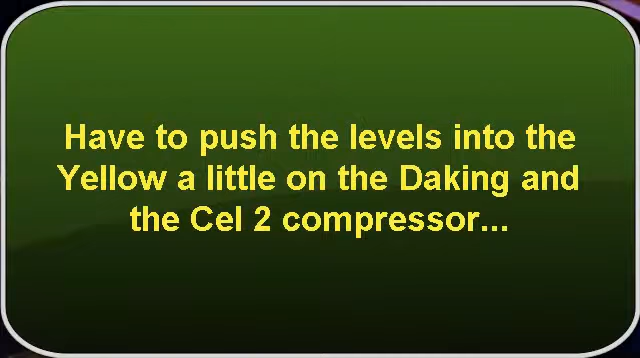 Have to push the levels into the
Yellow a little on the Daking and
the Cel 2 compressor...